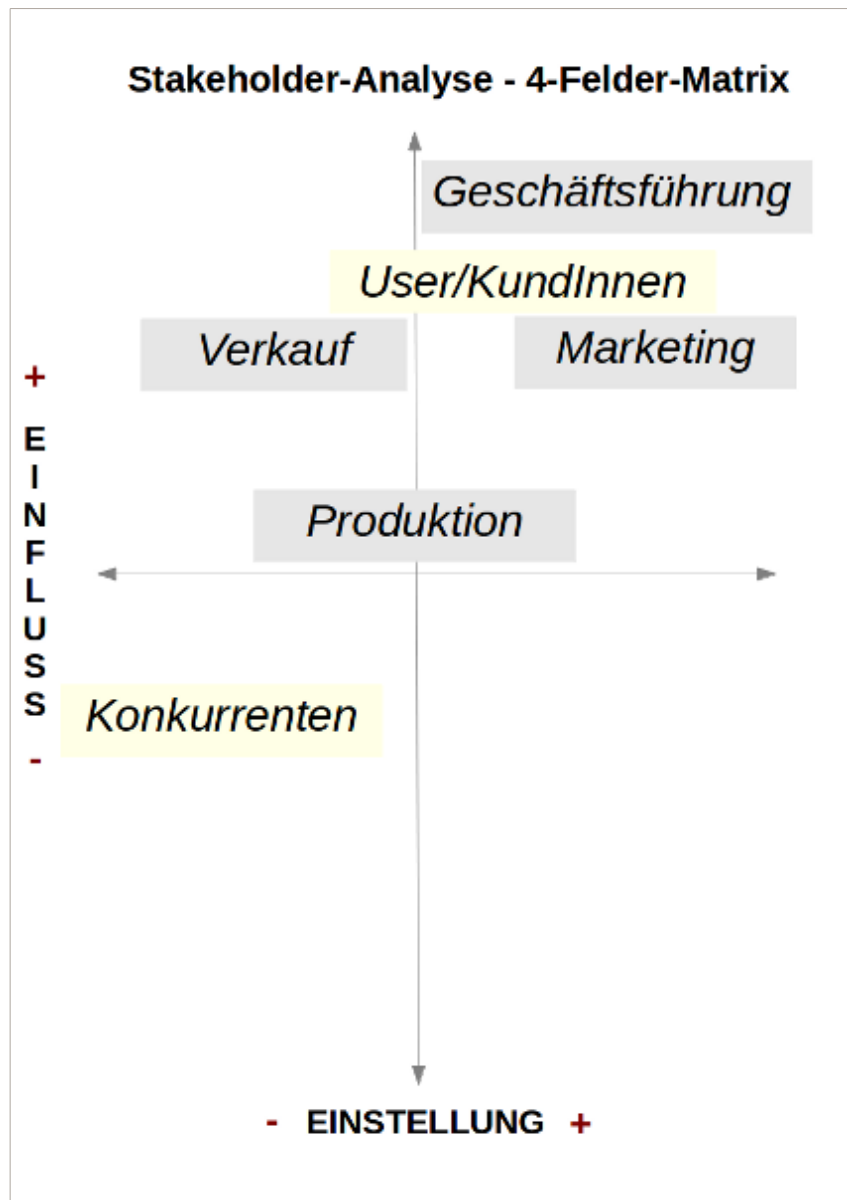 Stakeholder-Analyse - 4-Felder-Matrix
Geschäftsführung
User/KundInnen
Verkauf
Marketing
+
E
I
N
F
L
U
S
S
-
Produktion
Konkurrenten
- EINSTELLUNG +